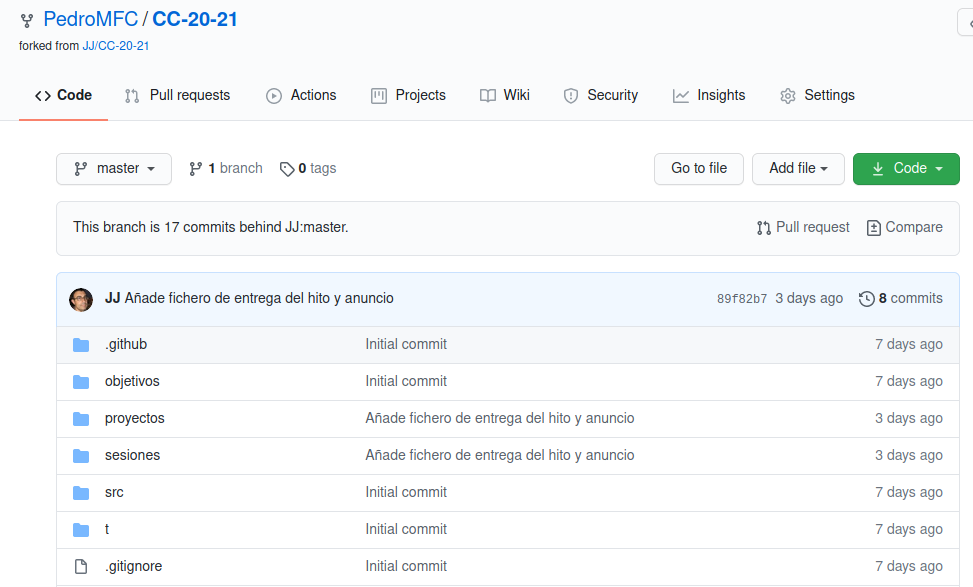 PedroMFC / CC-20-21
forked from JJ/CC-20-21
Code Pull requests Actions Projects Wiki Security Insights Settings
master 1 branch 0 tags Go to file Add file Code
This branch is 17 commits behind JJ:master. Pull request Compare
JJ Añade fichero de entrega del hito y anuncio 89f82b7 3 days ago 8 commits
.github Initial commit 7 days ago
objetivos Initial commit 7 days ago
proyectos Añade fichero de entrega del hito y anuncio 3 days ago
sesiones Añade fichero de entrega del hito y anuncio 3 days ago
src Initial commit 7 days ago
t Initial commit 7 days ago
.gitignore Initial commit 7 days ago